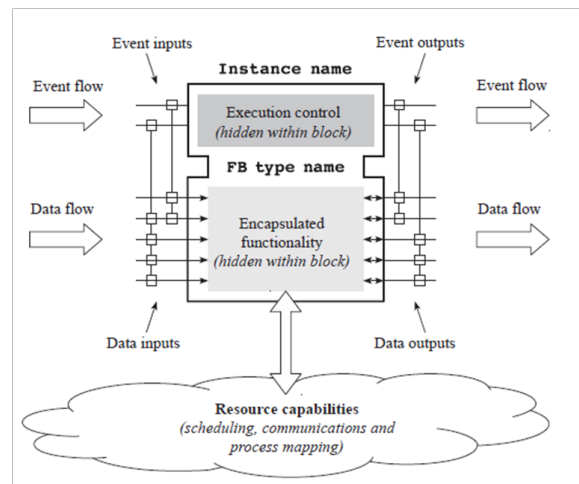 Event inputs
Event outputs
Instance name
Event flow
Event flow
Execution control
(hidden within block)
FB type name
Data flow
Data flow
Encapsulated
functionality
(hidden within block)
Data inputs
Data outputs
Resource capabilities
(scheduling, communications and
process mapping)